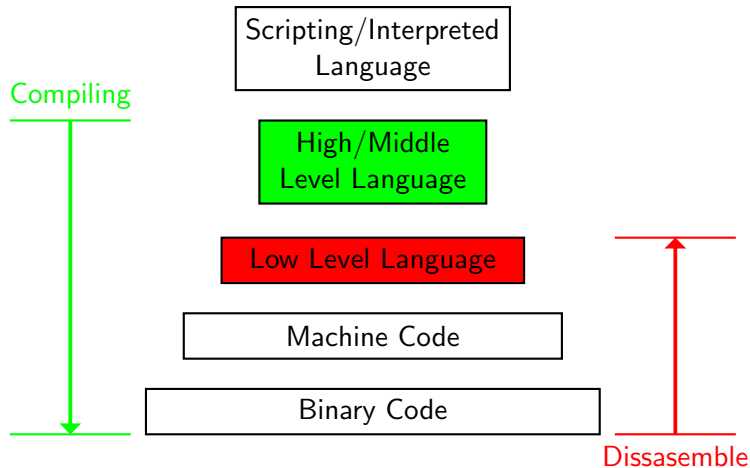 Scripting/Interpreted
Language
Compiling
High/Middle
Level Language
Low Level Language
Machine Code
Binary Code
Dissasemble